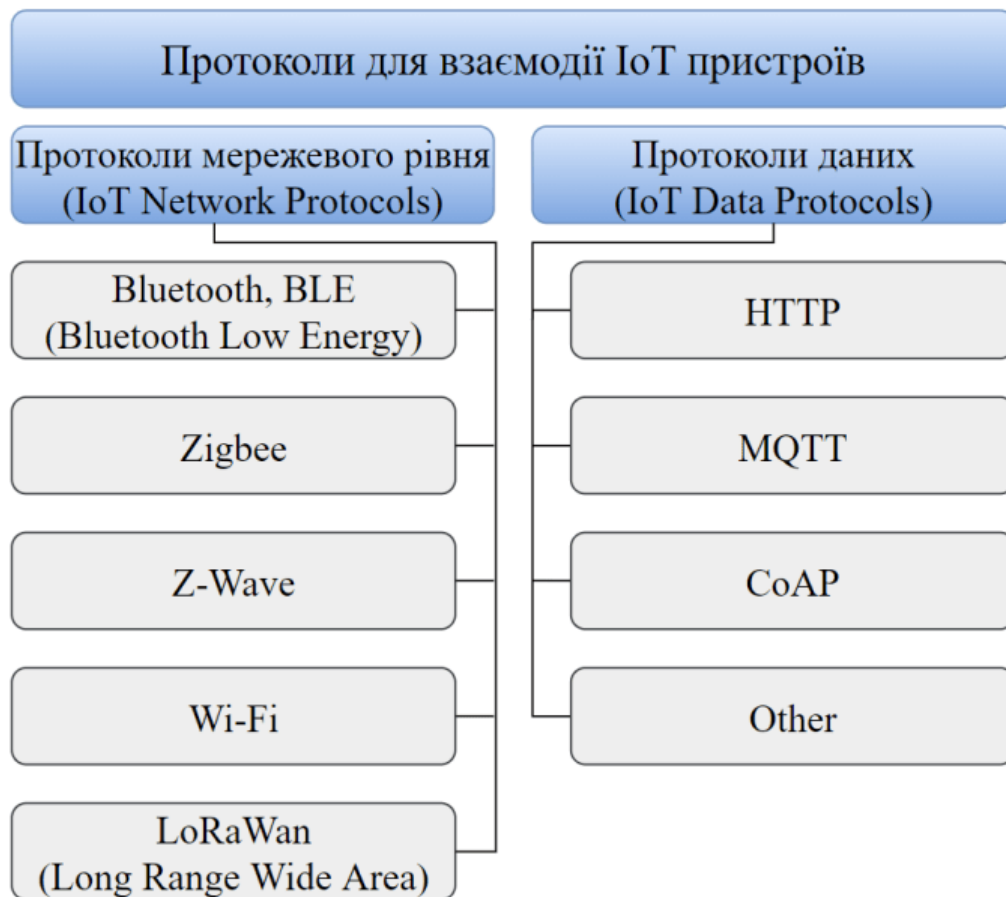 Протоколи для взаємодії IoT пристроїв
Протоколи мережевого рівня
(IoT Network Protocols)
Bluetooth, BLE
(Bluetooth Low Energy)
Zigbee
Z-Wave
Wi-Fi
LoRaWan
(Long Range Wide Area)
Протоколи даних
(IoT Data Protocols)
HTTP
MQTT
CoAP
Other